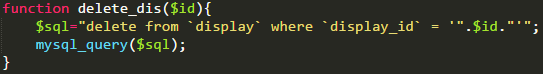 function delete_dis($id){
$sql="delete from `display` where `display_id` = '".$id."'";
mysql_query($sql);
}